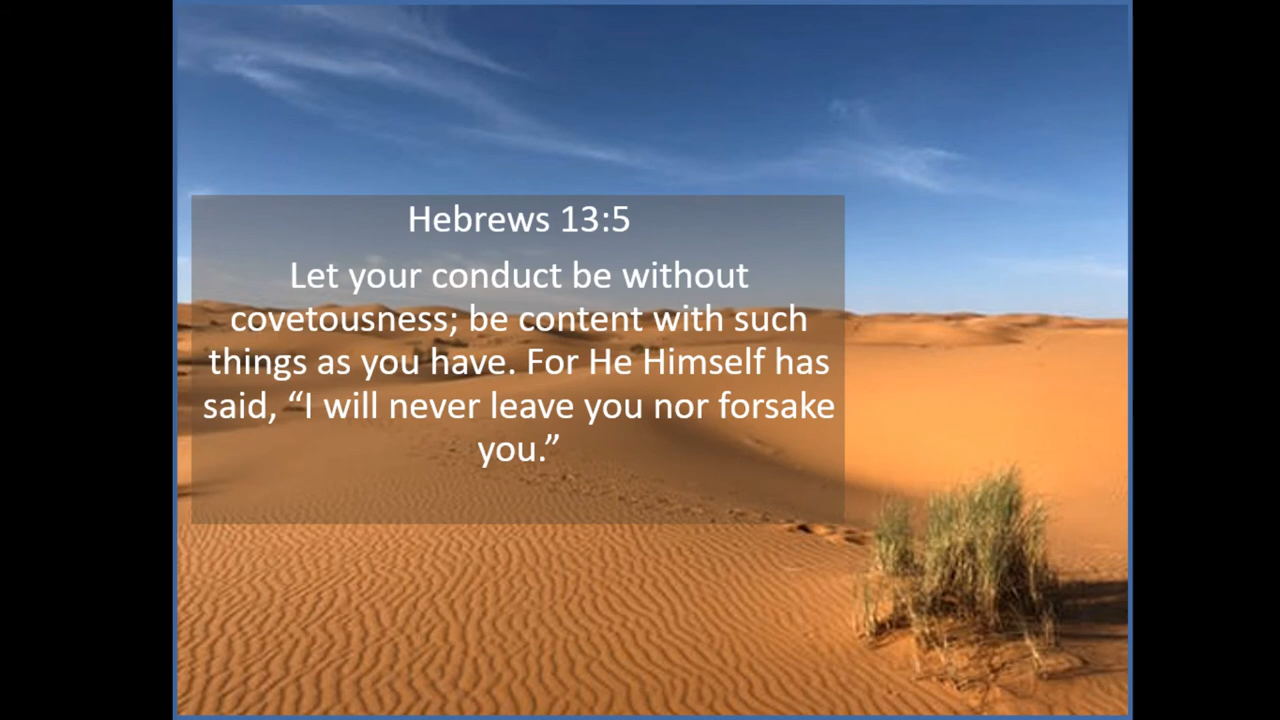 Hebrews 13:5
Let your conduct be without
covetousness; be content with such
things as you have. For He Himself has
said, “I will never leave you nor forsake
you.”